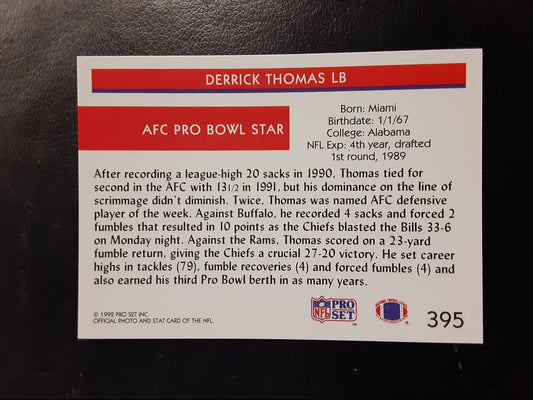 DERRICK THOMAS LB
AFC PRO BOWL STAR
Born: Miami
Birthdate: 1/1/67
College: Alabama
NFL Exp: 4th year, drafted
1st round, 1989
After recording a league-high 20 sacks in 1990, Thomas tied for
second in the AFC with 13 1/2 in 1991, but his dominance on the line of
scrimmage didn't diminish. Twice, Thomas was named AFC defensive
player of the week. Against Buffalo, he recorded 4 sacks and forced 2
fumbles that resulted in 10 points as the Chiefs blasted the Bills 33-6
on Monday night. Against the Rams, Thomas scored on a 23-yard
fumble return, giving the Chiefs a crucial 27-20 victory. He set career
highs in tackles (79), fumble recoveries (4) and forced fumbles (4) and
also earned his third Pro Bowl berth in as many years.
© 1992 PRO SET INC.
OFFICIAL PHOTO AND STAT CARD OF THE NFL.
NFL PRO SET ™
®
395